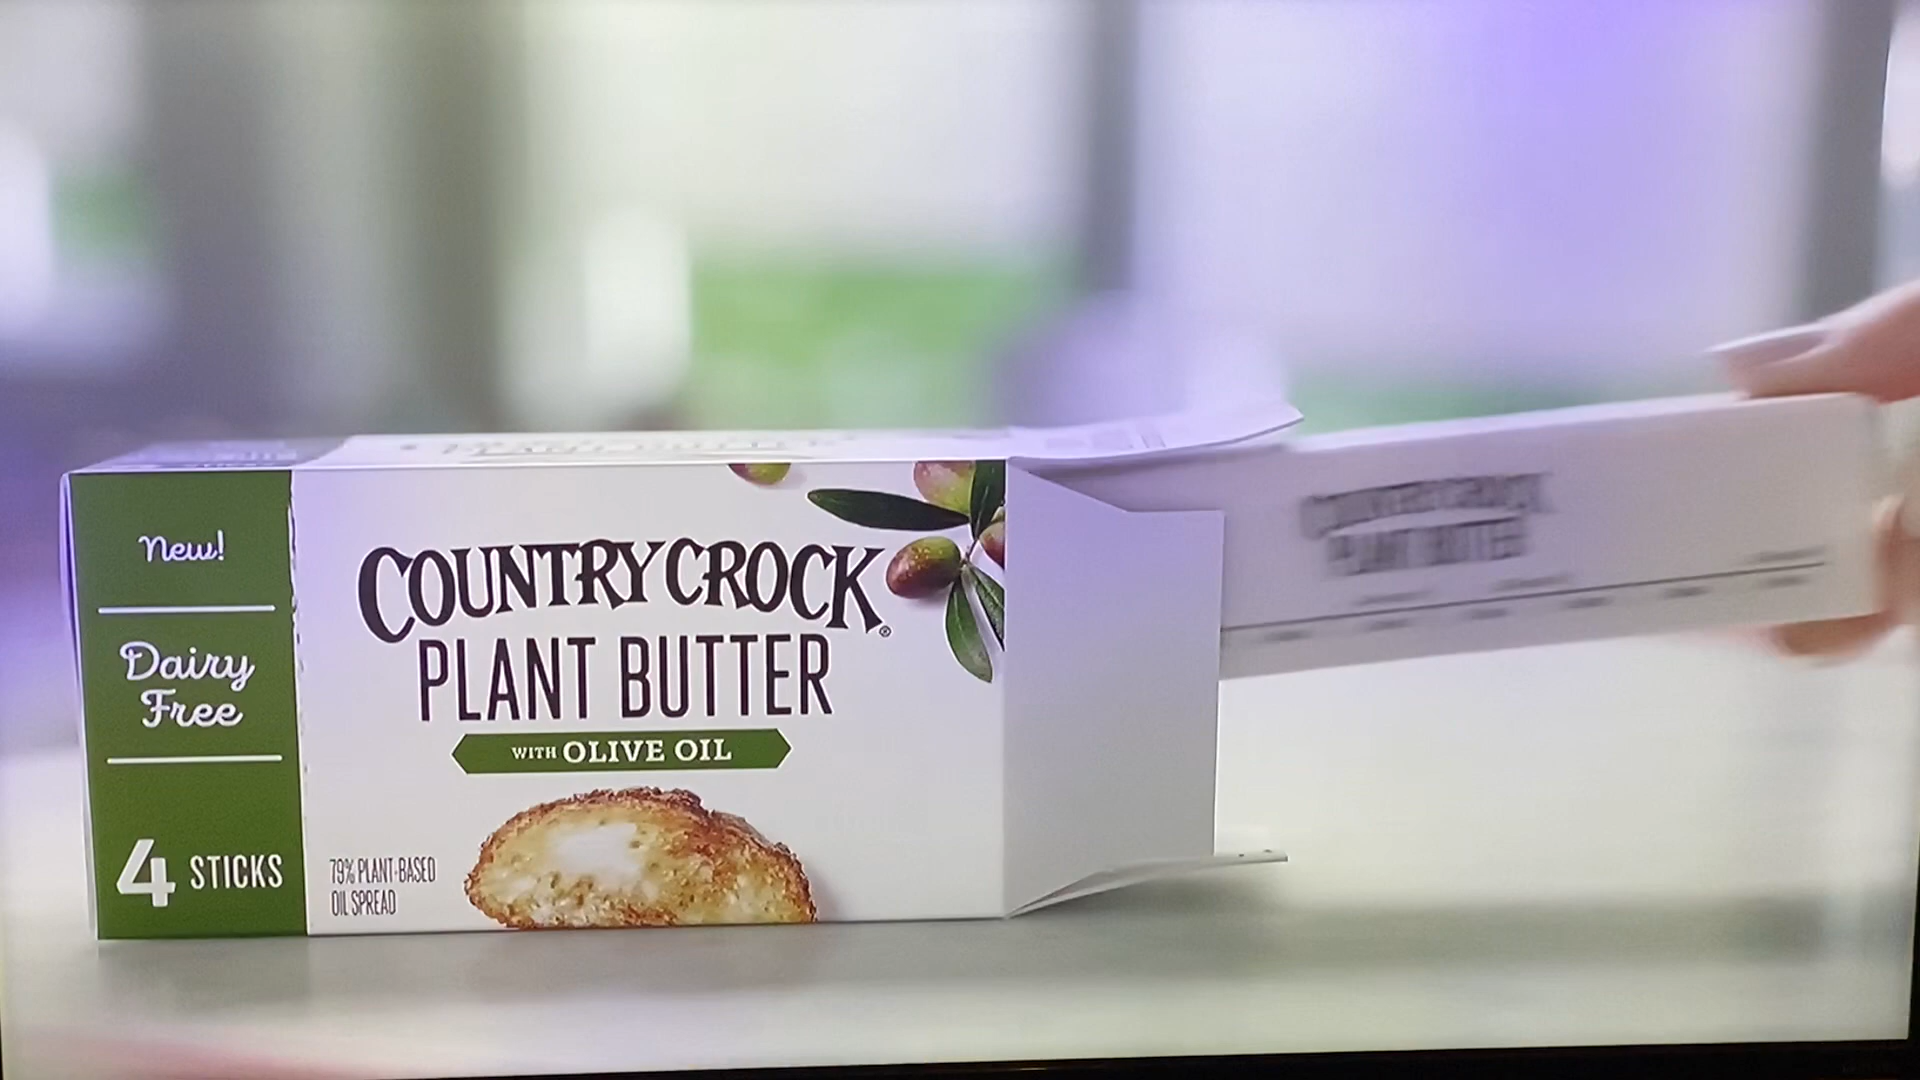 New!
Dairy
Free
4 STICKS
COUNTRY CROCK®
PLANT BUTTER
WITH OLIVE OIL
79% PLANT-BASED
OIL SPREAD
COUNTRY CROCK
PLANT BUTTER